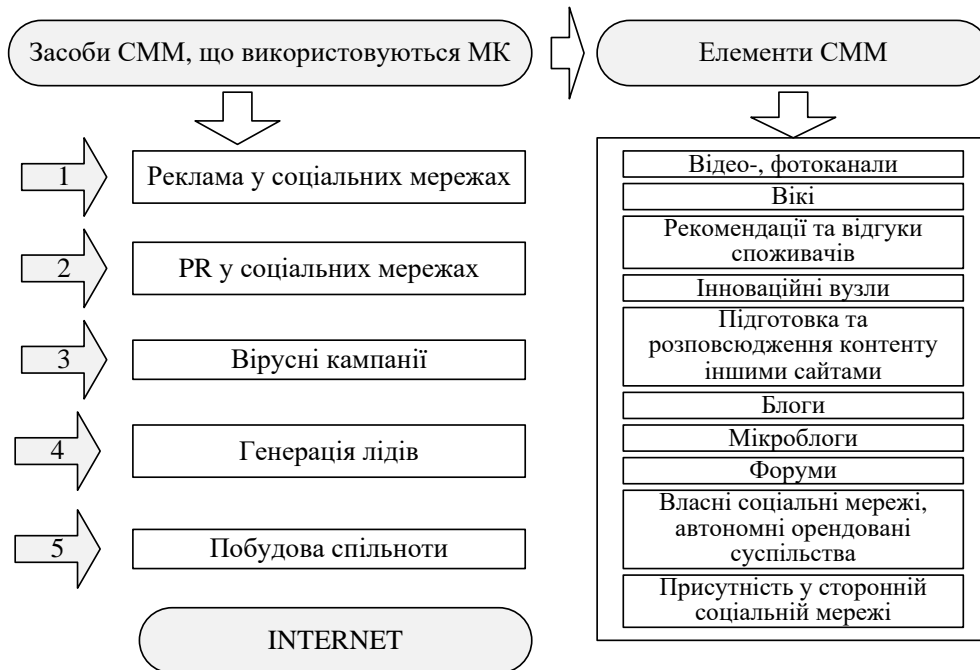 Засоби СММ, що використовуються МК
Елементи СММ
1
Реклама у соціальних мережах
2
PR у соціальних мережах
3
Вірусні кампанії
4
Генерація лідів
5
Побудова спільноти
INTERNET
Відео-, фотоканали
Вікі
Рекомендації та відгуки
споживачів
Інноваційні вузли
Підготовка та
розповсюдження контенту
іншими сайтами
Блоги
Мікроблоги
Форуми
Власні соціальні мережі,
автономні орендовані
суспільства
Присутність у сторонній
соціальній мережі